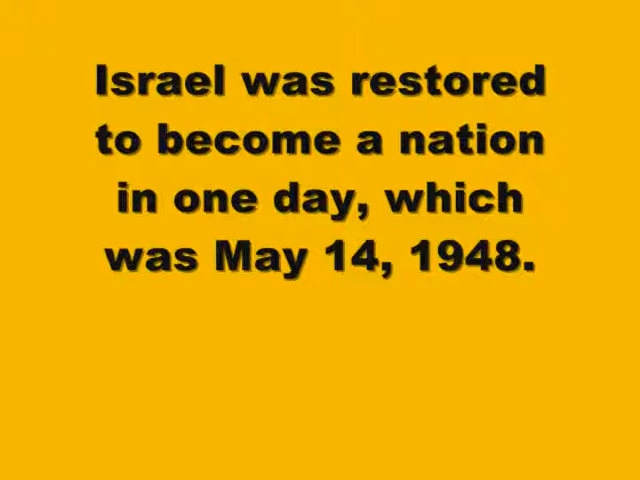 Israel was restored
to become a nation
in one day, which
was May 14, 1948.